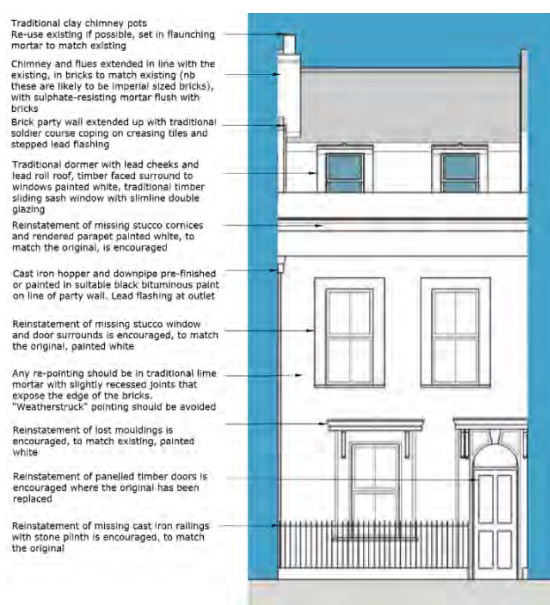 Traditional clay chimney pots
Re-use existing if possible, set in flaunching
mortar to match existing
Chimney and flues extended in line with the
existing, in bricks to match existing (nb
these are likely to be imperial sized bricks),
with sulphate-resisting mortar flush with
bricks
Brick party wall extended up with traditional
soldier course coping on creasing tiles and
stepped lead flashing
Traditional dormer with lead cheeks and
lead roll roof, timber faced surround to
windows painted white, traditional timber
sliding sash window with slimline double
glazing
Reinstatement of missing stucco cornices
and rendered parapet painted white, to
match the original, is encouraged
Cast iron hopper and downpipe pre-finished
or painted in suitable black bituminous paint
on line of party wall. Lead flashing at outlet
Reinstatement of missing stucco window
and door surrounds is encouraged, to match
the original, painted white
Any re-pointing should be in traditional lime
mortar with slightly recessed joints that
expose the edge of the bricks.
"Weatherstruck" pointing should be avoided
Reinstatement of lost mouldings is
encouraged, to match existing, painted
white
Reinstatement of panelled timber doors is
encouraged where the original has been
replaced
Reinstatement of missing cast iron railings
with stone plinth is encouraged, to match
the original